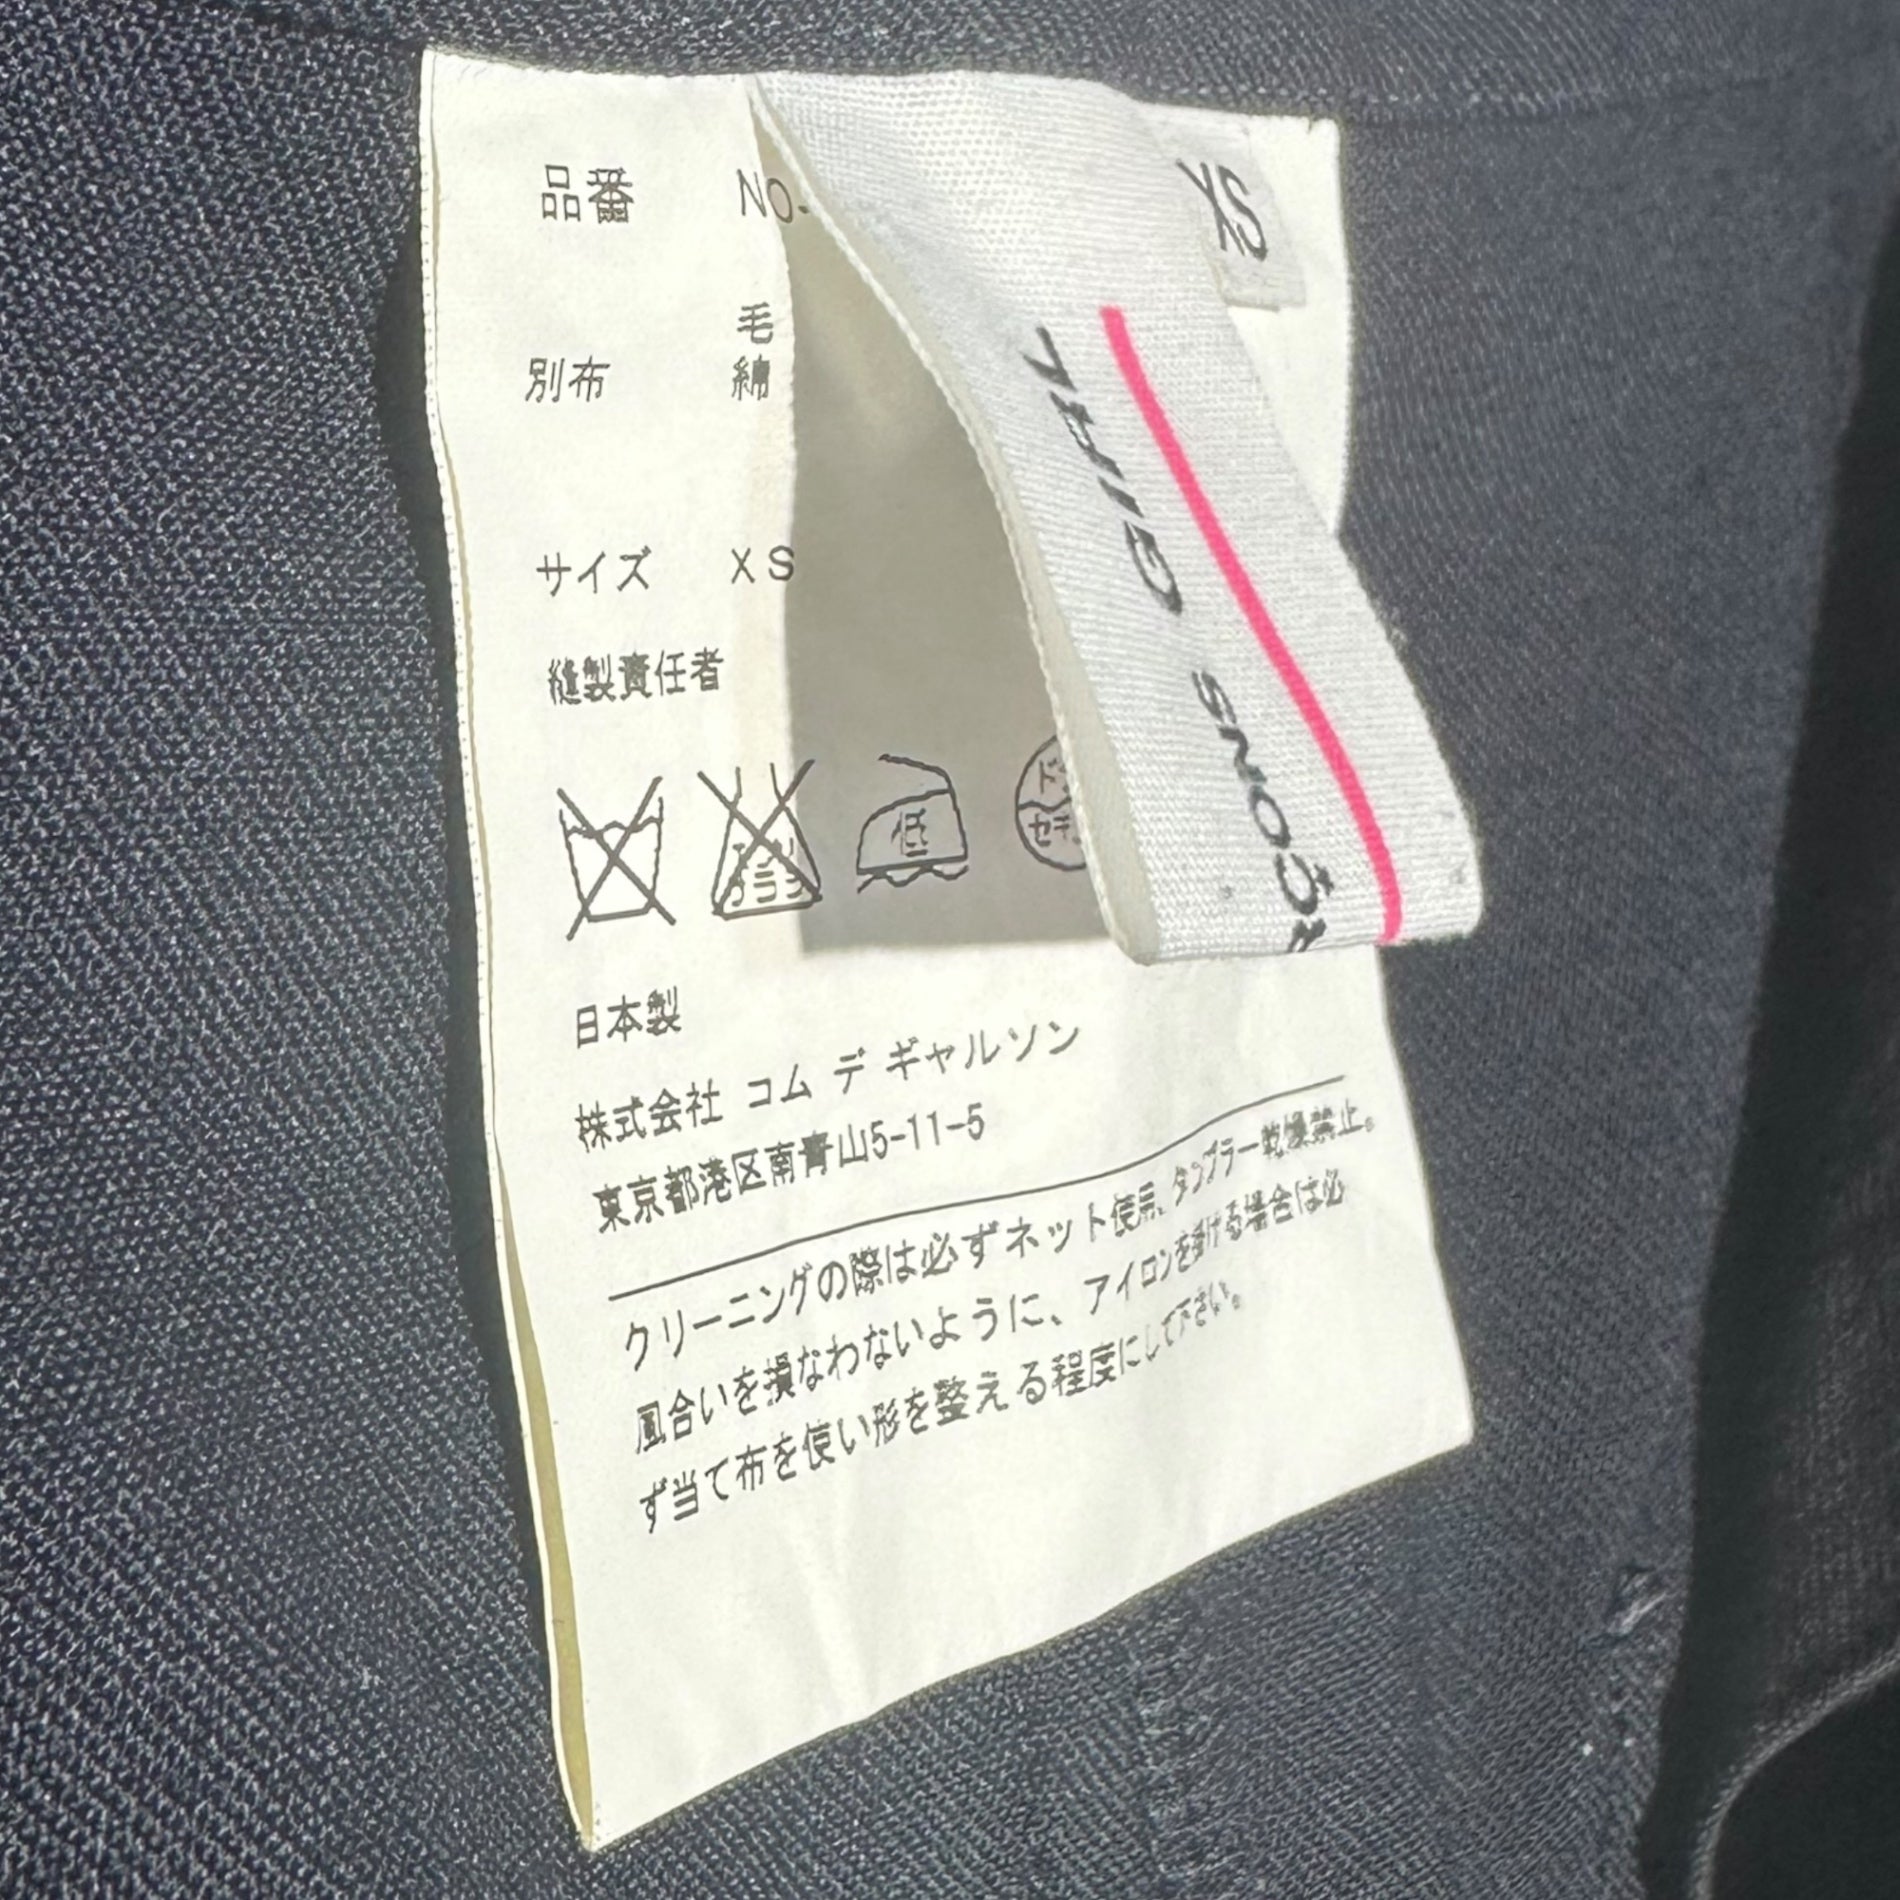 品番 NO-
毛
別布 綿
サイズ XS
縫製責任者
低
ド
セキ
日本製
株式会社 コム デ ギャルソン
東京都港区南青山5-11-5
クリーニングの際は必ずネット使用、タンブラー乾燥禁止。
風合いを損なわないように、アイロンを掛ける場合は必
ず当て布を使い形を整える程度にして下さい。
XS
ÇONS GIRL